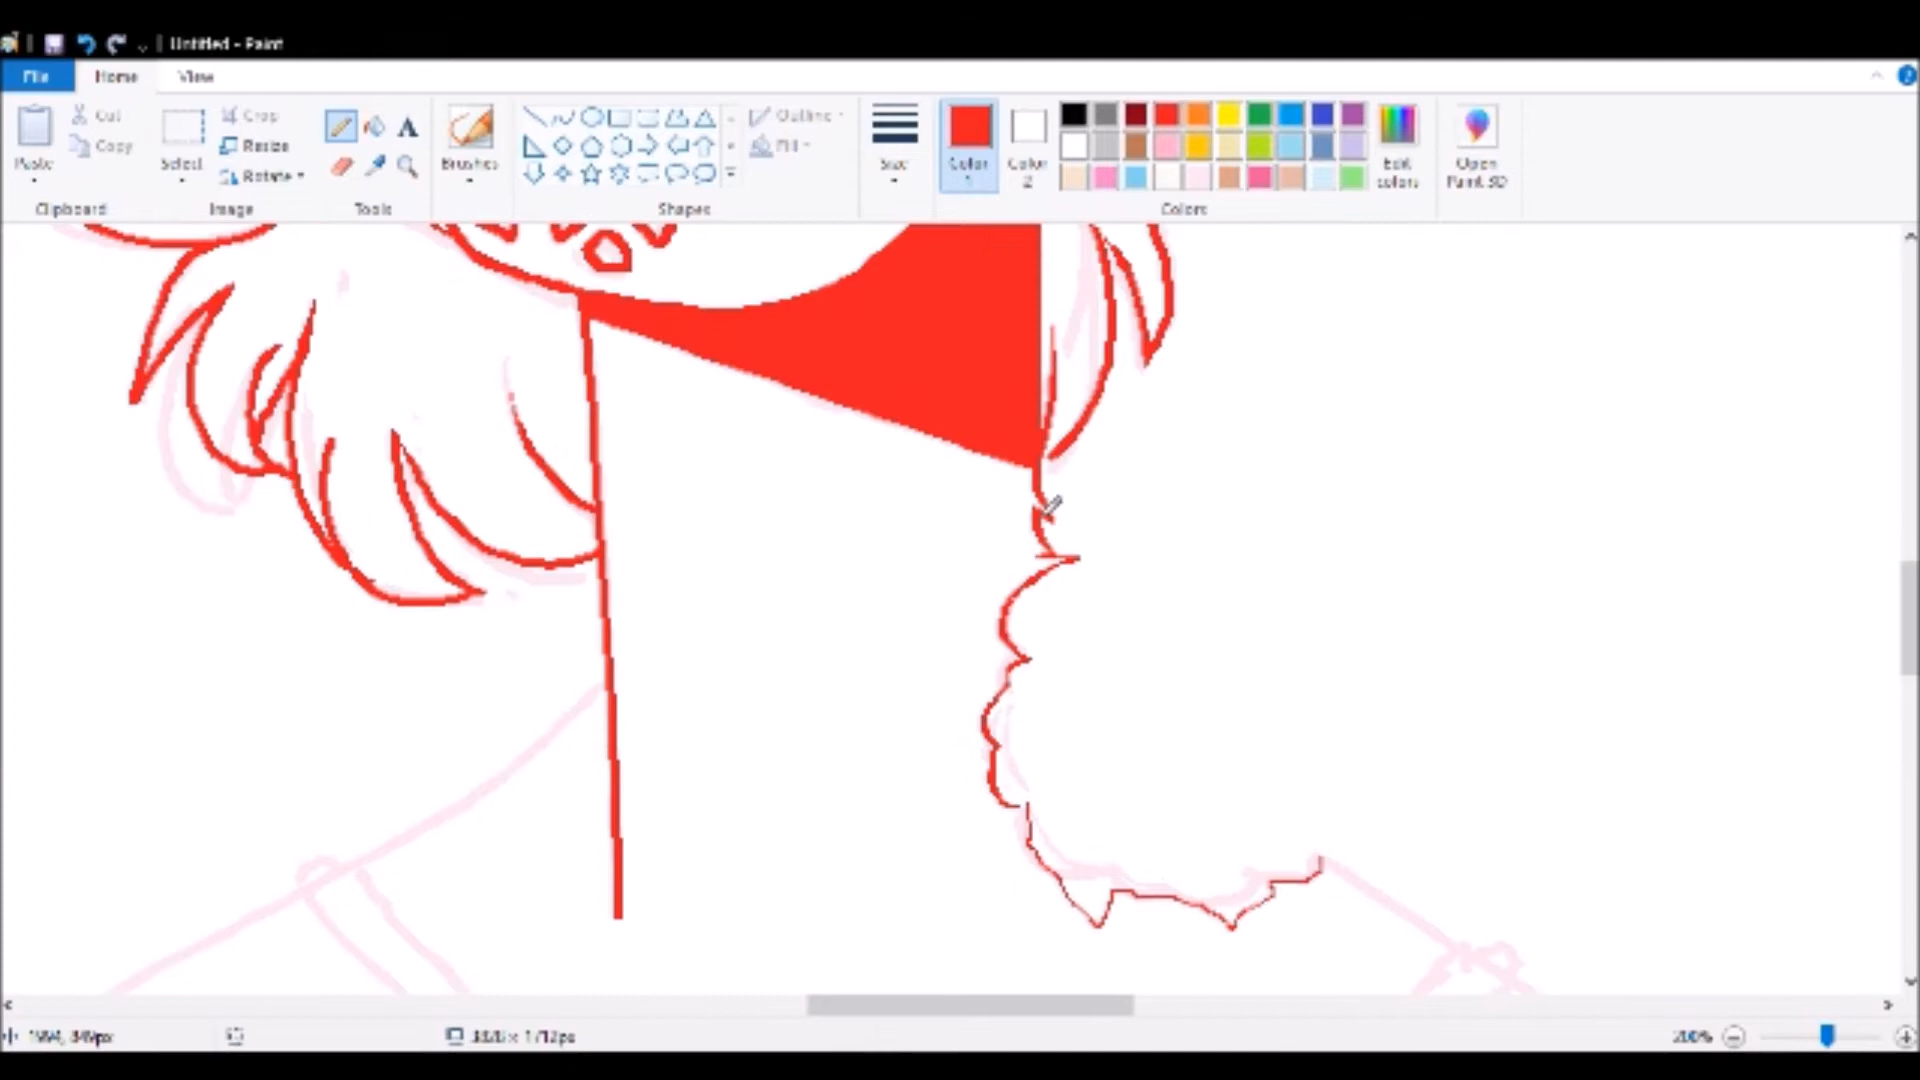 Untitled - Paint
File Home View
Paste Cut Copy Select Crop Resize Rotate A Brushes Outline Fill Size Color 1 Color 2 Edit colors Open Paint 3D
Clipboard Image Tools Shapes Colors
200%